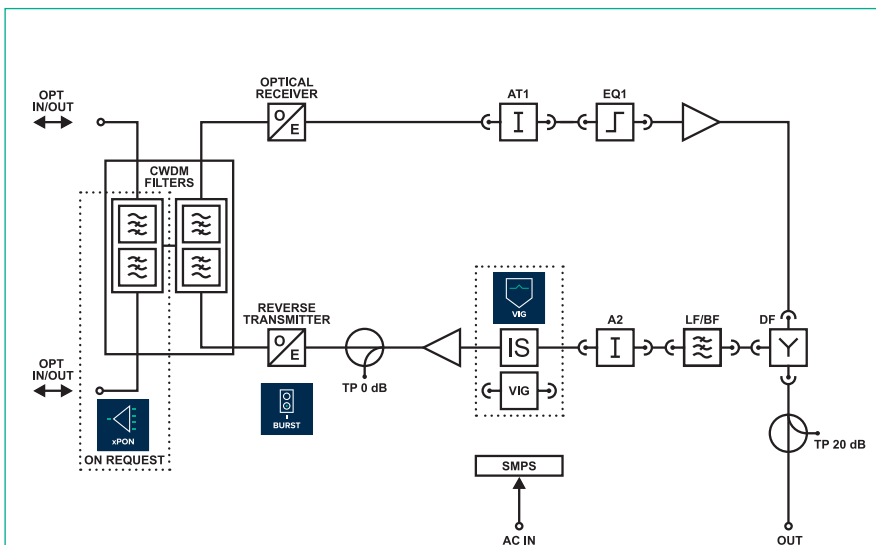 OPT
IN/OUT
OPTICAL
RECEIVER
O
E
AT1
I
EQ1
CWDM
FILTERS
OPT
IN/OUT
xPON
ON REQUEST
REVERSE
TRANSMITTER
O
E
BURST
TP 0 dB
VIG
IS
VIG
A2
I
LF/BF
DF
Y
TP 20 dB
SMPS
AC IN
OUT